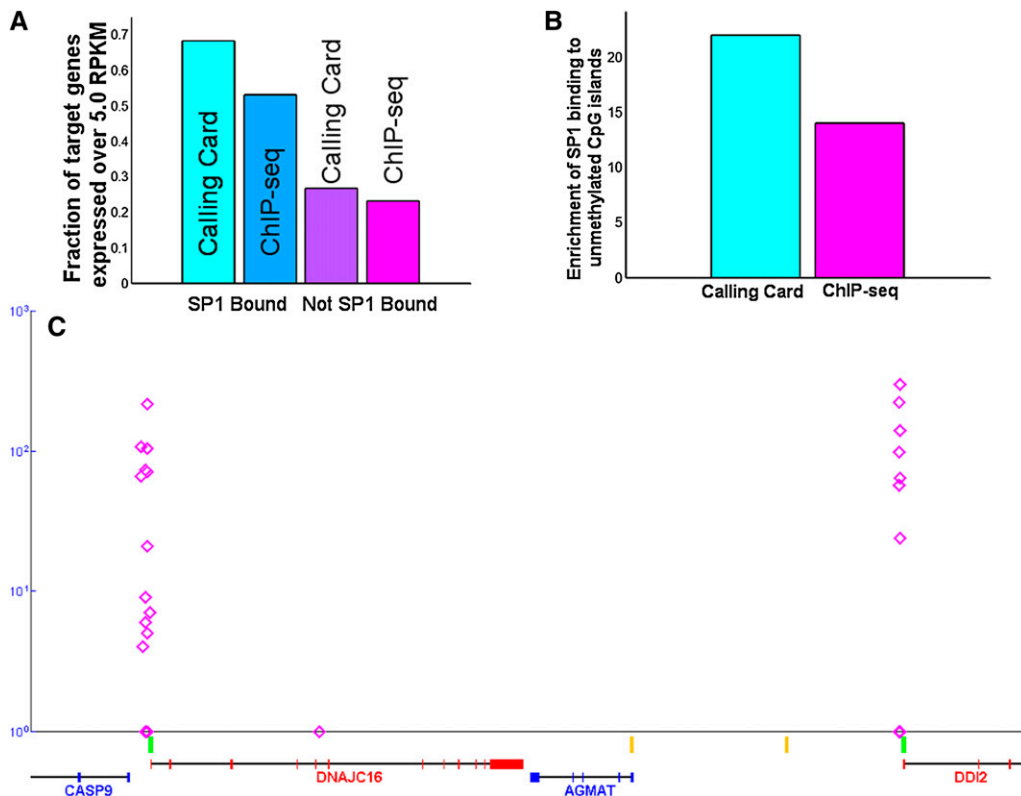 A
Fraction of target genes
expressed over 5.0 RPKM
0.7
0.6
0.5
0.4
0.3
0.2
0.1
0
Calling Card
ChIP-seq
Calling Card
ChIP-seq
SP1 Bound
Not SP1 Bound
B
Enrichment of SP1 binding to
unmethylated CpG islands
20
15
10
5
0
Calling Card
ChIP-seq
C
10³
10²
10¹
10⁰
CASP9
DNAJC16
AGMAT
DDI2